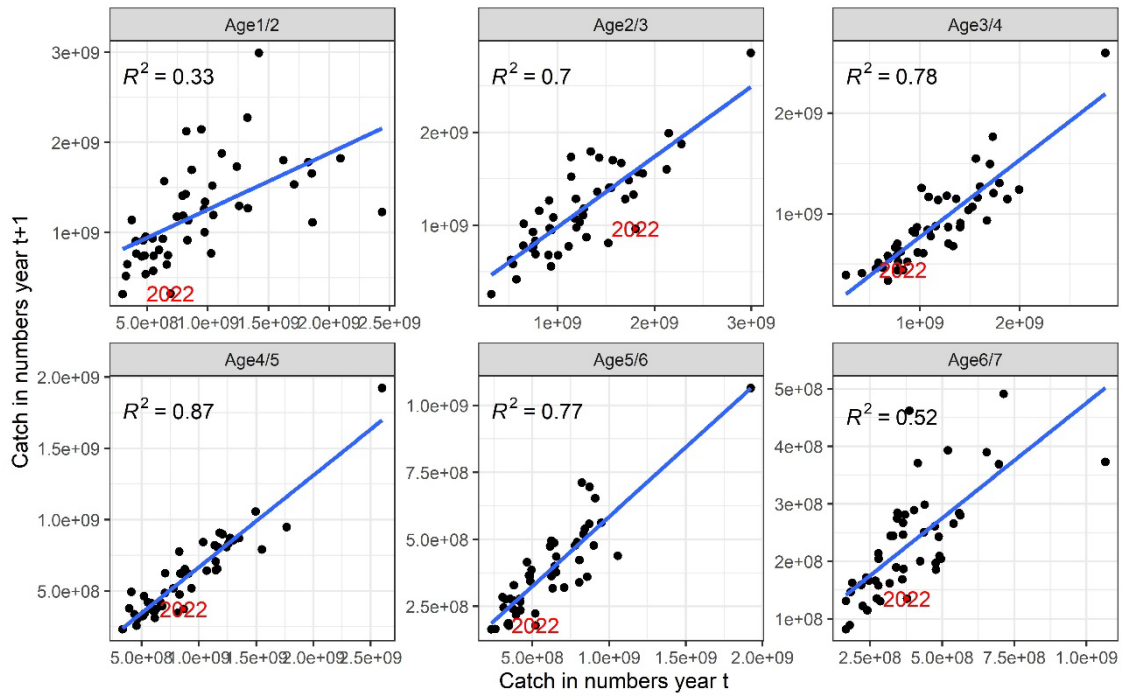 Age1/2
Age2/3
Age3/4
3e+09
2e+09
1e+09
R² = 0.33
2022
5.0e+08
1.0e+09
1.5e+09
2.0e+09
2.5e+09
2e+09
1e+09
R² = 0.7
2022
1e+09
2e+09
3e+09
2e+09
1e+09
R² = 0.78
2022
1e+09
2e+09
Age4/5
Age5/6
Age6/7
2.0e+09
1.5e+09
1.0e+09
5.0e+08
R² = 0.87
2022
5.0e+08
1.0e+09
1.5e+09
2.0e+09
2.5e+09
1.0e+09
7.5e+08
5.0e+08
2.5e+08
R² = 0.77
2022
5.0e+08
1.0e+09
1.5e+09
2.0e+09
5e+08
4e+08
3e+08
2e+08
1e+08
R² = 0.52
2022
2.5e+08
5.0e+08
7.5e+08
1.0e+09
Catch in numbers year t+1
Catch in numbers year t